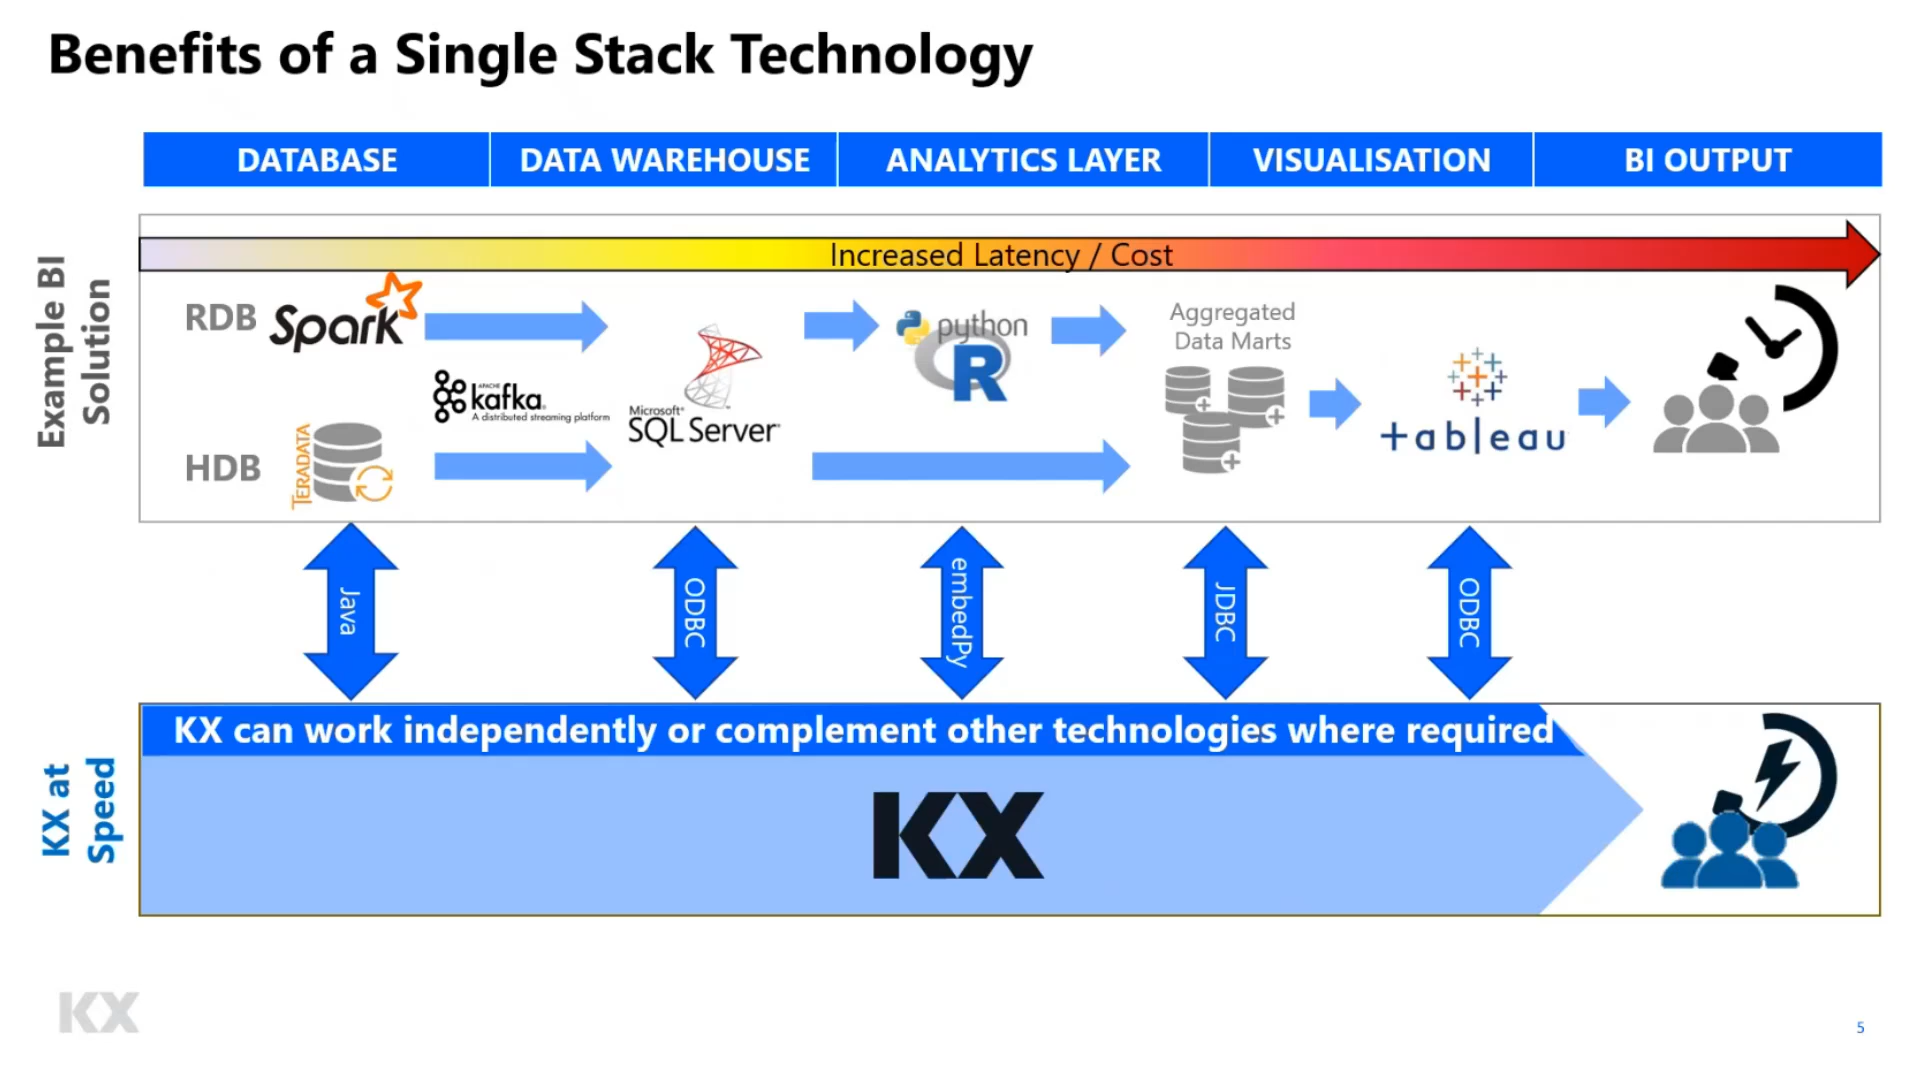 Benefits of a Single Stack Technology
DATABASE
DATA WAREHOUSE
ANALYTICS LAYER
VISUALISATION
BI OUTPUT
Example BI
Solution
Increased Latency / Cost
RDB
Spark
APACHE
kafka
A distributed streaming platform
Microsoft
SQL Server
python
R
Aggregated
Data Marts
+ableau
HDB
TERADATA
Java
ODBC
embedPy
JDBC
ODBC
KX at
Speed
KX can work independently or complement other technologies where required
KX
KX
5